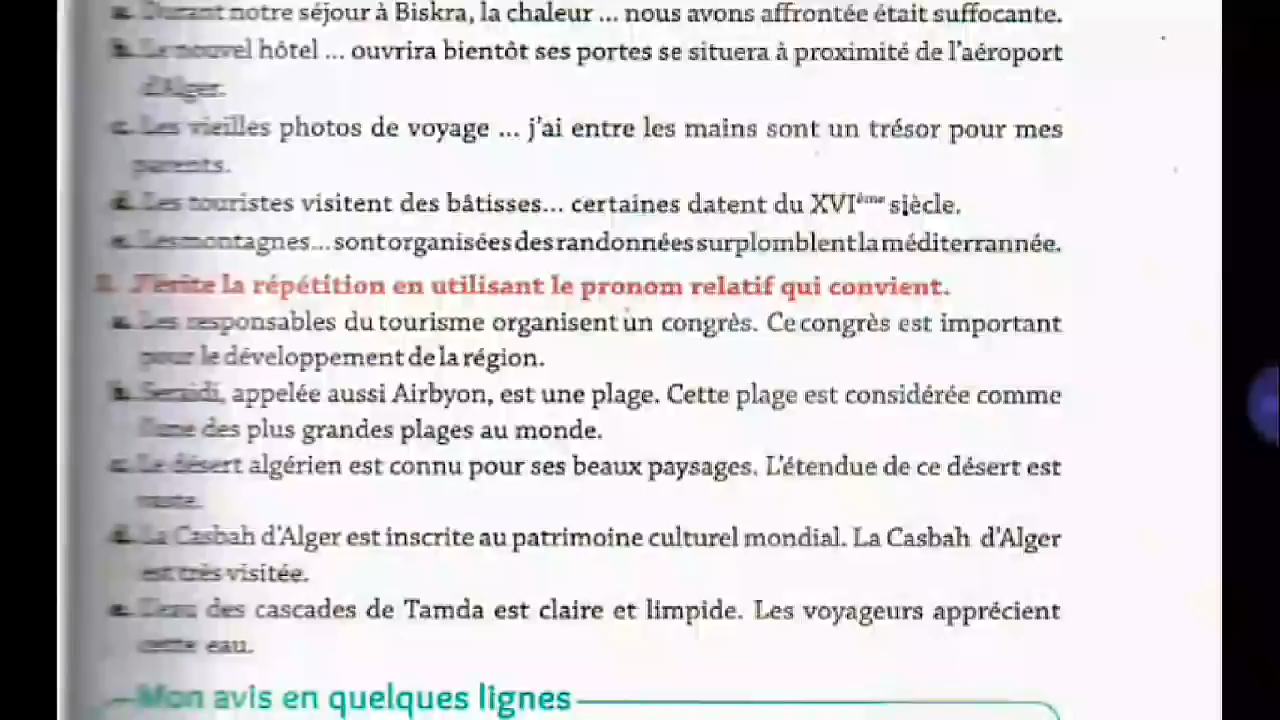 a. Durant notre séjour à Biskra, la chaleur ... nous avons affrontée était suffocante.
b. Le nouvel hôtel ... ouvrira bientôt ses portes se situera à proximité de l'aéroport
d'Alger.
c. Les vieilles photos de voyage ... j'ai entre les mains sont un trésor pour mes
parents.
d. Les touristes visitent des bâtisses... certaines datent du XVIème siècle.
e. Les montagnes... sont organisées des randonnées surplombent la méditerrannée.
J'évite la répétition en utilisant le pronom relatif qui convient.
a. Les responsables du tourisme organisent un congrès. Ce congrès est important
pour le développement de la région.
b. Seraïdi, appelée aussi Airbyon, est une plage. Cette plage est considérée comme
l'une des plus grandes plages au monde.
c. Le désert algérien est connu pour ses beaux paysages. L'étendue de ce désert est
vaste.
d. La Casbah d'Alger est inscrite au patrimoine culturel mondial. La Casbah d'Alger
est très visitée.
e. L'eau des cascades de Tamda est claire et limpide. Les voyageurs apprécient
cette eau.
Mon avis en quelques lignes